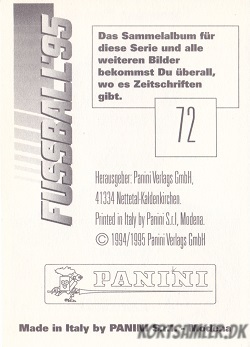 FUSSBALL'95
Das Sammelalbum für
diese Serie und alle
weiteren Bilder
bekommst Du überall,
wo es Zeitschriften
gibt.
72
Herausgeber: Panini Verlags GmbH,
41334 Nettetal-Kaldenkirchen.
Printed in Italy by Panini S.r.l, Modena.
© 1994/1995 Panini Verlags GmbH
PANINI
Made in Italy by PANINI S.r.l. - Modena
KORTSAMLER.DK